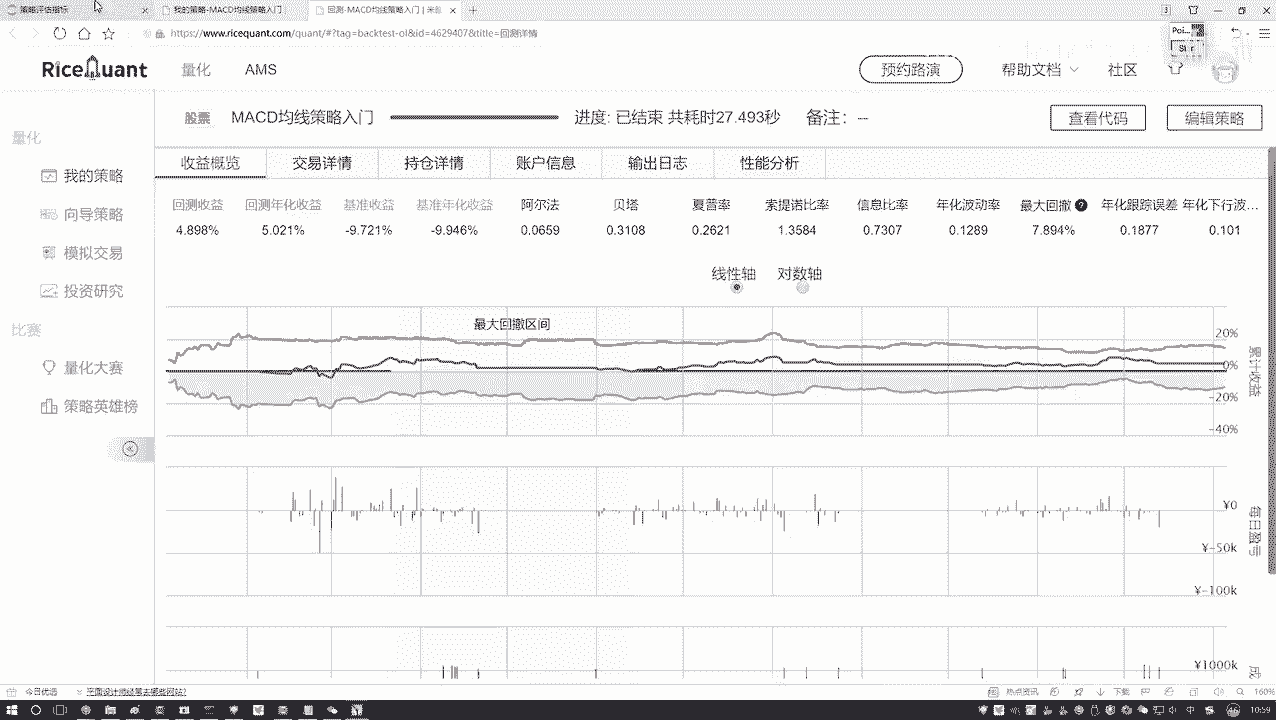 策略评估指标
我的策略-MACD均线策略入门
回测-MACD均线策略入门 | 米
https://www.ricequant.com/quant/#?tag=backtest-ol&id=4629407&title=回测详情
RiceQuant
量化
AMS
预约路演
帮助文档
社区
股票
MACD均线策略入门
进度: 已结束 共耗时27.493秒
备注: --
查看代码
编辑策略
量化
我的策略
向导策略
模拟交易
投资研究
比赛
量化大赛
策略英雄榜
收益概览 交易详情 持仓详情 账户信息 输出日志 性能分析
回测收益 回测年化收益 基准收益 基准年化收益 阿尔法 贝塔 夏普率 索提诺比率 信息比率 年化波动率 最大回撤 ? 年化跟踪误差 年化下行波...
4.898% 5.021% -9.721% -9.946% 0.0659 0.3108 0.2621 1.3584 0.7307 0.1289 7.894% 0.1877 0.101
线性轴 对数轴
最大回撤区间
20%
0%
-20%
-40%
累计收益
¥0
¥-50k
¥-100k
每日盈亏
¥1000k
今日优选
热点资讯
下载
160%
中
10:59